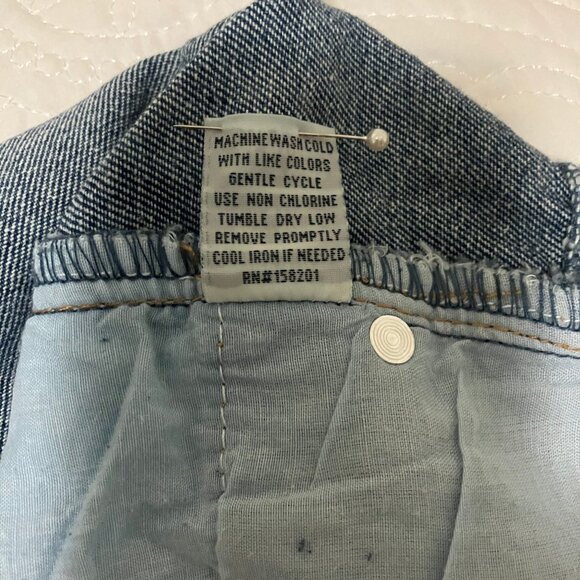 MACHINE WASH COLD
WITH LIKE COLORS
GENTLE CYCLE
USE NON CHLORINE
TUMBLE DRY LOW
REMOVE PROMPTLY
COOL IRON IF NEEDED
RN#158201